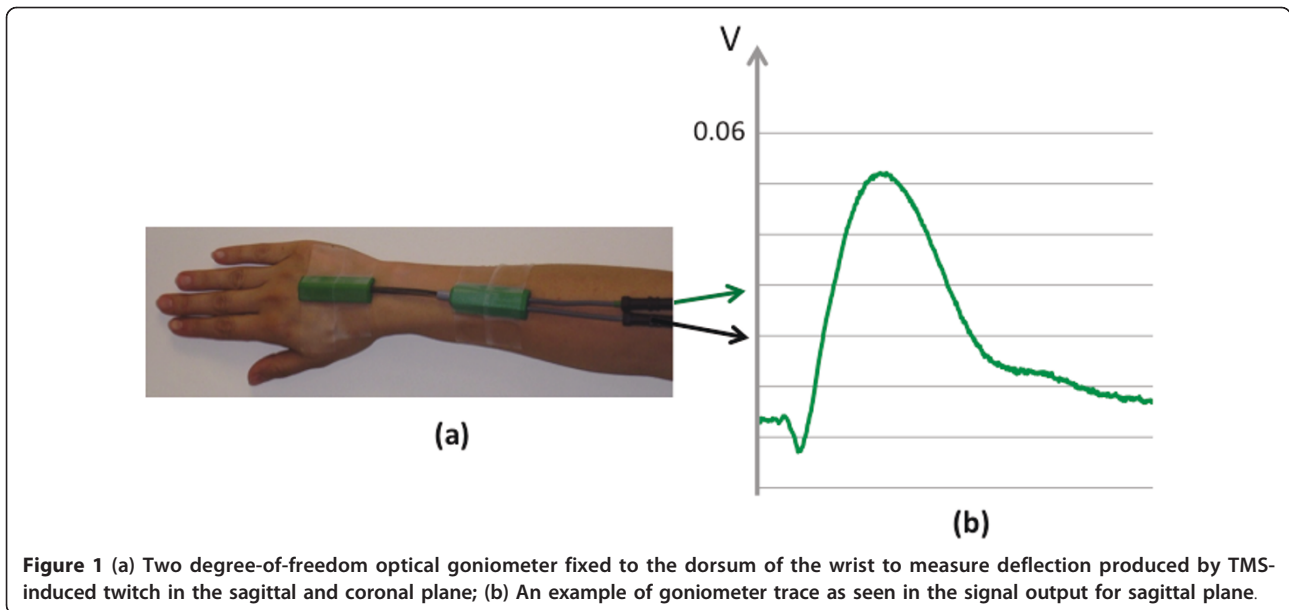 V
0.06
(a)
(b)
Figure 1 (a) Two degree-of-freedom optical goniometer fixed to the dorsum of the wrist to measure deflection produced by TMS-
induced twitch in the sagittal and coronal plane; (b) An example of goniometer trace as seen in the signal output for sagittal plane.